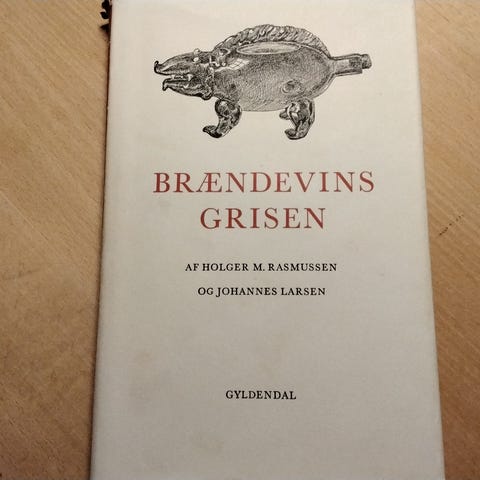 BRÆNDEVINS
GRISEN
AF HOLGER M. RASMUSSEN
OG JOHANNES LARSEN
GYLDENDAL